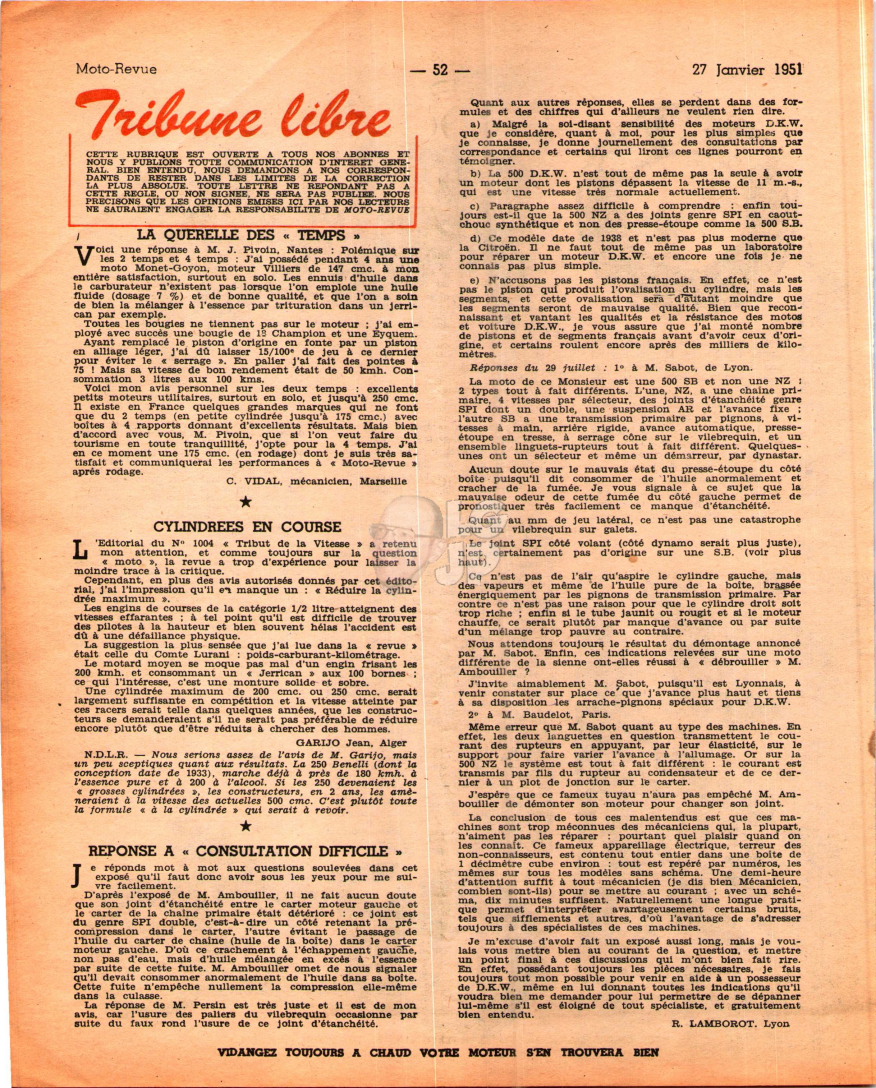 Moto-Revue
— 52 —
27 Janvier 1951
Tribune libre
CETTE RUBRIQUE EST OUVERTE A TOUS NOS ABONNES ET
NOUS Y PUBLIONS TOUTE COMMUNICATION D'INTERET GENE-
RAL. BIEN ENTENDU, NOUS DEMANDONS A NOS CORRESPON-
DANTS DE RESTER DANS LES LIMITES DE LA CORRECTION
LA PLUS ABSOLUE. TOUTE LETTRE NE REPONDANT PAS A
CETTE REGLE, OU NON SIGNEE, NE SERA PAS PUBLIEE. NOUS
PRECISONS QUE LES OPINIONS EMISES ICI PAR NOS LECTEURS
NE SAURAIENT ENGAGER LA RESPONSABILITE DE MOTO-REVUE
LA QUERELLE DES « TEMPS »
Voici une réponse à M. J. Pivoin, Nantes : Polémique sur
les 2 temps et 4 temps : J'ai possédé pendant 4 ans une
moto Monet-Goyon, moteur Villiers de 147 cmc. à mon
entière satisfaction, surtout en solo. Les ennuis d'huile dans
le carburateur n'existent pas lorsque l'on emploie une huile
fluide (dosage 7 %) et de bonne qualité, et que l'on a soin
de bien la mélanger à l'essence par trituration dans un jerri-
can par exemple.
Toutes les bougies ne tiennent pas sur le moteur ; j'ai em-
ployé avec succès une bougie de 18 Champion et une Eyquem.
Ayant remplacé le piston d'origine en fonte par un piston
en alliage léger, j'ai dû laisser 15/100e de jeu à ce dernier
pour éviter le « serrage ». En palier j'ai fait des pointes à
75 ! Mais sa vitesse de bon rendement était de 50 kmh. Con-
sommation 3 litres aux 100 kms.
Voici mon avis personnel sur les deux temps : excellents
petits moteurs utilitaires, surtout en solo, et jusqu'à 250 cmc.
Il existe en France quelques grandes marques qui ne font
que du 2 temps (en petite cylindrée jusqu'à 175 cmc.) avec
boîtes à 4 rapports donnant d'excellents résultats. Mais bien
d'accord avec vous, M. Pivoin, que si l'on veut faire du
tourisme en toute tranquillité, j'opte pour la 4 temps. J'ai
en ce moment une 175 cmc. (en rodage) dont je suis très sa-
tisfait et communiquerai les performances à « Moto-Revue »
après rodage.
C. VIDAL, mécanicien, Marseille
★
CYLINDREES EN COURSE
L'Editorial du N° 1004 « Tribut de la Vitesse » a retenu
mon attention, et comme toujours sur la question
« moto », la revue a trop d'expérience pour laisser la
moindre trace à la critique.
Cependant, en plus des avis autorisés donnés par cet édito-
rial, j'ai l'impression qu'il en manque un : « Réduire la cylin-
drée maximum ».
Les engins de courses de la catégorie 1/2 litre atteignent des
vitesses effarantes ; à tel point qu'il est difficile de trouver
des pilotes à la hauteur et bien souvent hélas l'accident est
dû à une défaillance physique.
La suggestion la plus sensée que j'ai lue dans la « revue »
était celle du Comte Lurani : poids-carburant-kilométrage.
Le motard moyen se moque pas mal d'un engin frisant les
200 kmh. et consommant un « Jerrican » aux 100 bornes ;
ce qui l'intéresse, c'est une monture solide et sobre.
Une cylindrée maximum de 200 cmc. ou 250 cmc. serait
largement suffisante en compétition et la vitesse atteinte par
ces racers serait telle dans quelques années, que les construc-
teurs se demanderaient s'il ne serait pas préférable de réduire
encore plutôt que d'être réduits à chercher des hommes.
GARIJO Jean, Alger
N.D.L.R. — Nous serions assez de l'avis de M. Garijo, mais
un peu sceptiques quant aux résultats. La 250 Benelli (dont la
conception date de 1933), marche déjà à près de 180 kmh. à
l'essence pure et à 200 à l'alcool. Si les 250 devenaient les
« grosses cylindrées », les constructeurs, en 2 ans, les amè-
neraient à la vitesse des actuelles 500 cmc. C'est plutôt toute
la formule « à la cylindrée » qui serait à revoir.
★
REPONSE A « CONSULTATION DIFFICILE »
Je réponds mot à mot aux questions soulevées dans cet
exposé qu'il faut donc avoir sous les yeux pour me sui-
vre facilement.
D'après l'exposé de M. Ambouiller, il ne fait aucun doute
que son joint d'étanchéité entre le carter moteur gauche et
le carter de la chaîne primaire était détérioré : ce joint est
du genre SPI double, c'est-à-dire un côté retenant la pré-
compression dans le carter, l'autre évitant le passage de
l'huile du carter de chaîne (huile de la boîte) dans le carter
moteur gauche. D'où ce crachement à l'échappement gauche,
non pas d'eau, mais d'huile mélangée en excès à l'essence
par suite de cette fuite. M. Ambouiller omet de nous signaler
qu'il devait consommer anormalement de l'huile dans sa boîte.
Cette fuite n'empêche nullement la compression elle-même
dans la culasse.
La réponse de M. Persin est très juste et il est de mon
avis, car l'usure des paliers du vilebrequin occasionne par
suite du faux rond l'usure de ce joint d'étanchéité.
Quant aux autres réponses, elles se perdent dans des for-
mules et des chiffres qui d'ailleurs ne veulent rien dire.
a) Malgré la soi-disant sensibilité des moteurs D.K.W.
que je considère, quant à moi, pour les plus simples que
je connaisse, je donne journellement des consultations par
correspondance et certains qui liront ces lignes pourront en
témoigner.
b) La 500 D.K.W. n'est tout de même pas la seule à avoir
un moteur dont les pistons dépassent la vitesse de 11 m.-s.,
qui est une vitesse très normale actuellement.
c) Paragraphe assez difficile à comprendre : enfin tou-
jours est-il que la 500 NZ a des joints genre SPI en caout-
chouc synthétique et non des presse-étoupe comme la 500 S.B.
d) Ce modèle date de 1938 et n'est pas plus moderne que
la Citroën. Il ne faut tout de même pas un laboratoire
pour réparer un moteur D.K.W. et encore une fois je ne
connais pas plus simple.
e) N'accusons pas les pistons français. En effet, ce n'est
pas le piston qui produit l'ovalisation du cylindre, mais les
segments, et cette ovalisation sera d'autant moindre que
les segments seront de mauvaise qualité. Bien que recon
naissant et vantant les qualités et la résistance des motos
et voiture D.K.W., je vous assure que j'ai monté nombre
de pistons et de segments français avant d'avoir ceux d'ori-
gine, et certains roulent encore après des milliers de kilo-
mètres.
Réponses du 29 juillet : 1° à M. Sabot, de Lyon.
La moto de ce Monsieur est une 500 SB et non une NZ :
2 types tout à fait différents. L'une, NZ, a une chaîne pri-
maire, 4 vitesses par sélecteur, des joints d'étanchéité genre
SPI dont un double, une suspension AR et l'avance fixe ;
l'autre SB a une transmission primaire par pignons, à vi-
tesses à main, arrière rigide, avance automatique, presse-
étoupe en tresse, à serrage cône sur le vilebrequin, et un
ensemble linguets-rupteurs tout à fait différent. Quelques-
unes ont un sélecteur et même un démarreur, par dynastar.
Aucun doute sur le mauvais état du presse-étoupe du côté
boîte puisqu'il dit consommer de l'huile anormalement et
cracher de la fumée. Je vous signale à ce sujet que la
mauvaise odeur de cette fumée du côté gauche permet de
pronostiquer très facilement ce manque d'étanchéité.
Quant au mm de jeu latéral, ce n'est pas une catastrophe
pour un vilebrequin sur galets.
Le joint SPI côté volant (côté dynamo serait plus juste),
n'est certainement pas d'origine sur une S.B. (voir plus
haut).
Ce n'est pas de l'air qu'aspire le cylindre gauche, mais
des vapeurs et même de l'huile pure de la boîte, brassée
énergiquement par les pignons de transmission primaire. Par
contre ce n'est pas une raison pour que le cylindre droit soit
trop riche ; enfin si le tube jaunit ou rougit et si le moteur
chauffe, ce serait plutôt par manque d'avance ou par suite
d'un mélange trop pauvre au contraire.
Nous attendons toujours le résultat du démontage annoncé
par M. Sabot. Enfin, ces indications relevées sur une moto
différente de la sienne ont-elles réussi à « débrouiller » M.
Ambouiller ?
J'invite aimablement M. Sabot, puisqu'il est Lyonnais, à
venir constater sur place ce que j'avance plus haut et tiens
à sa disposition les arrache-pignons spéciaux pour D.K.W.
2° à M. Baudelot, Paris.
Même erreur que M. Sabot quant au type des machines. En
effet, les deux languettes en question transmettent le cou-
rant des rupteurs en appuyant, par leur élasticité, sur le
support pour faire varier l'avance à l'allumage. Or sur la
500 NZ le système est tout à fait différent : le courant est
transmis par fils du rupteur au condensateur et de ce der-
nier à un plot de jonction sur le carter.
J'espère que ce fameux tuyau n'aura pas empêché M. Am-
bouiller de démonter son moteur pour changer son joint.
La conclusion de tous ces malentendus est que ces ma-
chines sont trop méconnues des mécaniciens qui, la plupart,
n'aiment pas les réparer : pourtant quel plaisir quand on
les connaît. Ce fameux appareillage électrique, terreur des
non-connaisseurs, est contenu tout entier dans une boîte de
1 décimètre cube environ : tout est repéré par numéros, les
mêmes sur tous les modèles sans schéma. Une demi-heure
d'attention suffit à tout mécanicien (je dis bien Mécanicien,
combien sont-ils) pour se mettre au courant ; avec un sché-
ma, dix minutes suffisent. Naturellement une longue prati-
que permet d'interpréter avantageusement certains bruits,
tels que sifflements et autres, d'où l'avantage de s'adresser
toujours à des spécialistes de ces machines.
Je m'excuse d'avoir fait un exposé aussi long, mais je vou-
lais vous mettre bien au courant de la question, et mettre
un point final à ces discussions qui m'ont bien fait rire.
En effet, possédant toujours les pièces nécessaires, je fais
toujours tout mon possible pour venir en aide à un possesseur
de D.K.W., même en lui donnant toutes les indications qu'il
voudra bien me demander pour lui permettre de se dépanner
lui-même s'il est éloigné de tout spécialiste, et gratuitement
bien entendu.
R. LAMBOROT. Lyon
VIDANGEZ TOUJOURS A CHAUD VOTRE MOTEUR S'EN TROUVERA BIEN